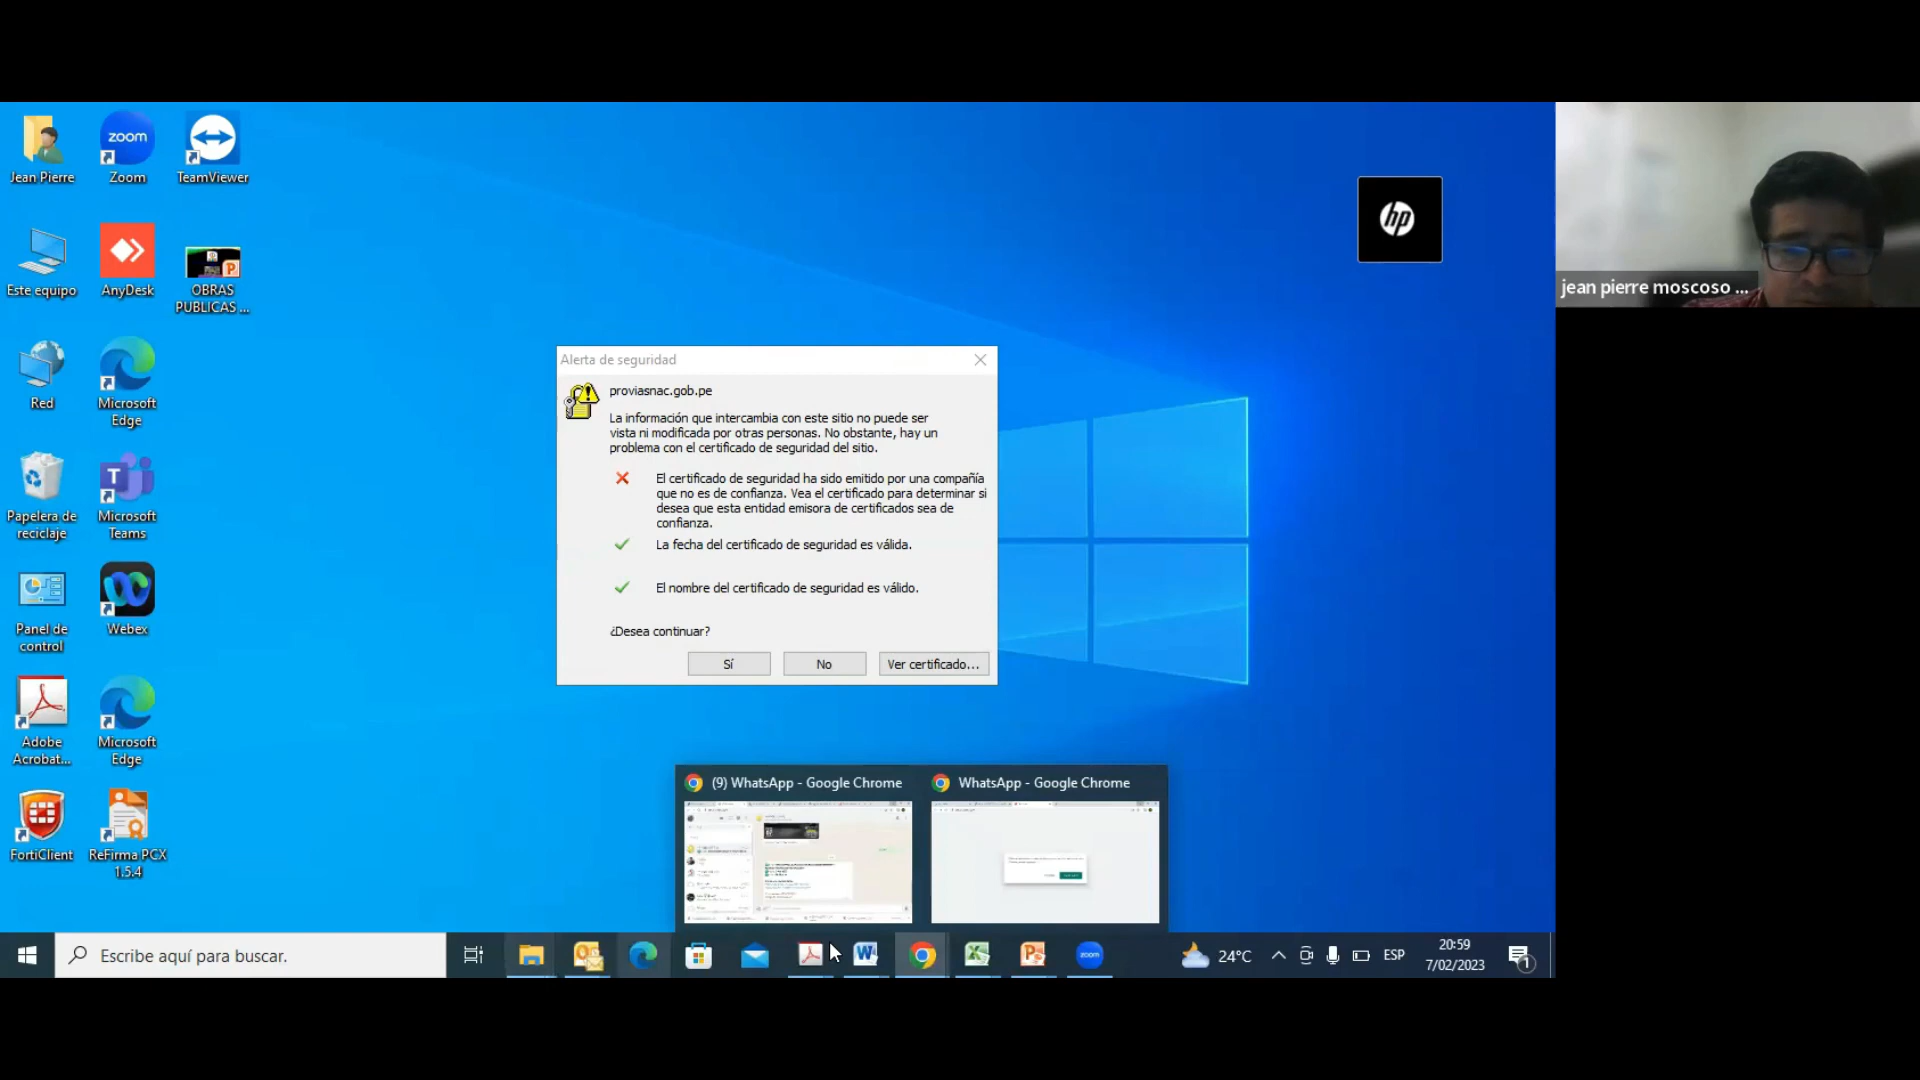 Jean Pierre
zoom
Zoom
TeamViewer
Este equipo
AnyDesk
OBRAS
PUBLICAS ...
Red
Microsoft
Edge
Papelera de
reciclaje
Microsoft
Teams
Panel de
control
Webex
Adobe
Acrobat...
Microsoft
Edge
FortiClient
ReFirma PCX
1.5.4
hp
jean pierre moscoso ...
Alerta de seguridad
proviasnac.gob.pe
La información que intercambia con este sitio no puede ser
vista ni modificada por otras personas. No obstante, hay un
problema con el certificado de seguridad del sitio.
El certificado de seguridad ha sido emitido por una compañía
que no es de confianza. Vea el certificado para determinar si
desea que esta entidad emisora de certificados sea de
confianza.
La fecha del certificado de seguridad es válida.
El nombre del certificado de seguridad es válido.
¿Desea continuar?
Sí No Ver certificado...
(9) WhatsApp - Google Chrome
WhatsApp - Google Chrome
Escribe aquí para buscar.
zoom
24°C
ESP
20:59
7/02/2023
1